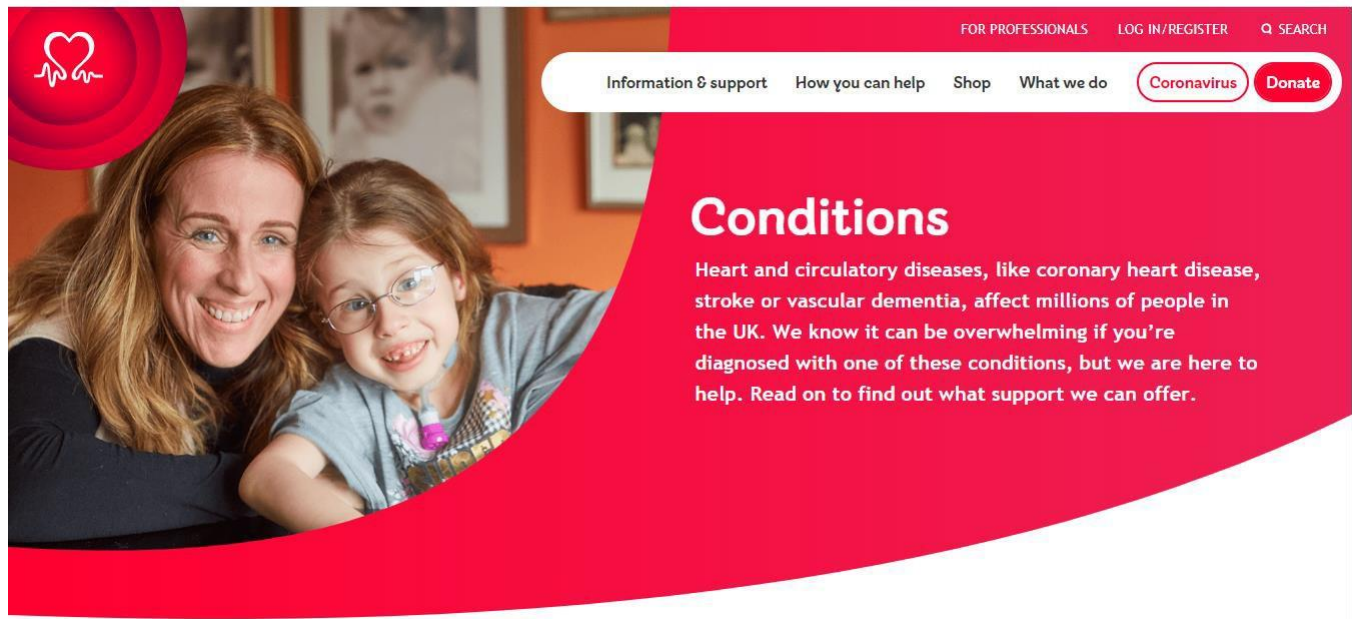 FOR PROFESSIONALS LOG IN/REGISTER SEARCH
Information & support How you can help Shop What we do Coronavirus Donate
Conditions
Heart and circulatory diseases, like coronary heart disease,
stroke or vascular dementia, affect millions of people in
the UK. We know it can be overwhelming if you're
diagnosed with one of these conditions, but we are here to
help. Read on to find out what support we can offer.